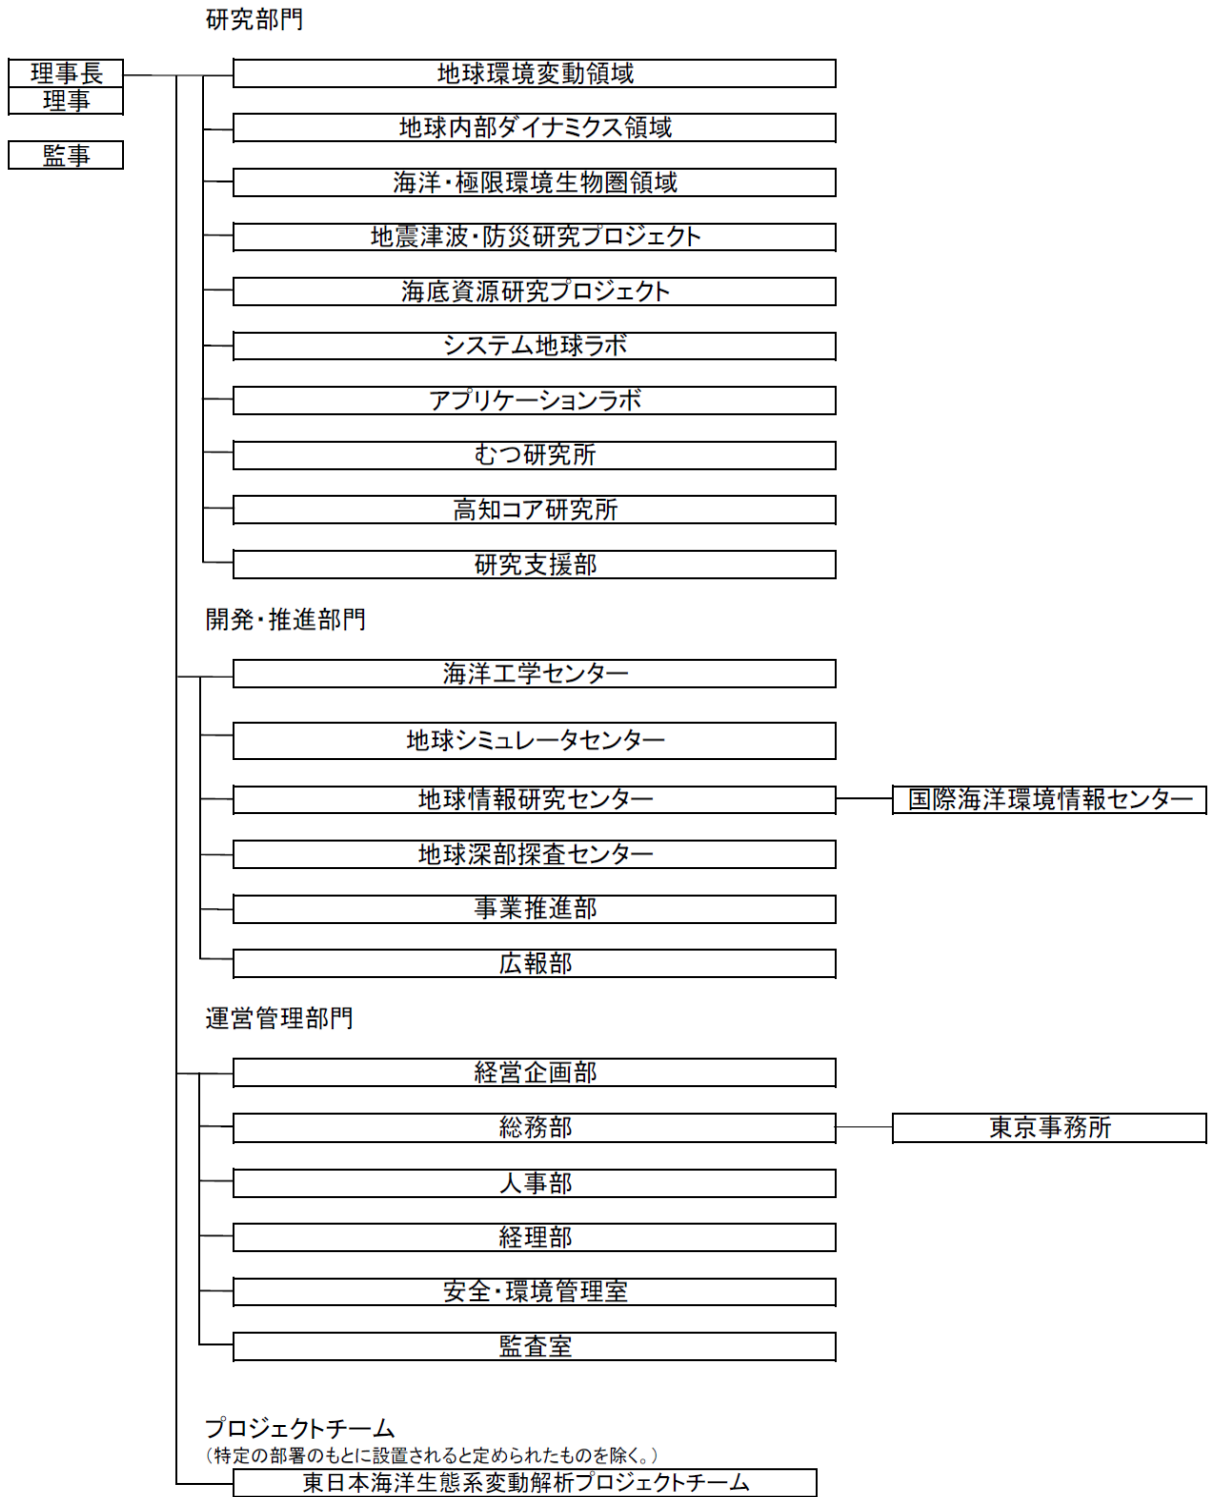 研究部門
理事長
理事
監事
地球環境変動領域
地球内部ダイナミクス領域
海洋・極限環境生物圏領域
地震津波・防災研究プロジェクト
海底資源研究プロジェクト
システム地球ラボ
アプリケーションラボ
むつ研究所
高知コア研究所
研究支援部
開発・推進部門
海洋工学センター
地球シミュレータセンター
地球情報研究センター
国際海洋環境情報センター
地球深部探査センター
事業推進部
広報部
運営管理部門
経営企画部
総務部
東京事務所
人事部
経理部
安全・環境管理室
監査室
プロジェクトチーム
（特定の部署のもとに設置されると定められたものを除く。）
東日本海洋生態系変動解析プロジェクトチーム